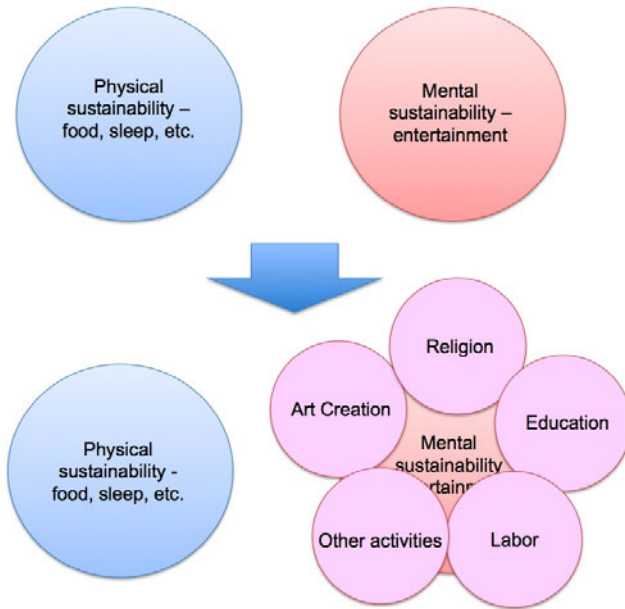 Physical
sustainability –
food, sleep, etc.
Mental
sustainability –
entertainment
Religion
Art Creation
Education
Physical
sustainability -
food, sleep, etc.
Mental
sustainability
Other activities
Labor